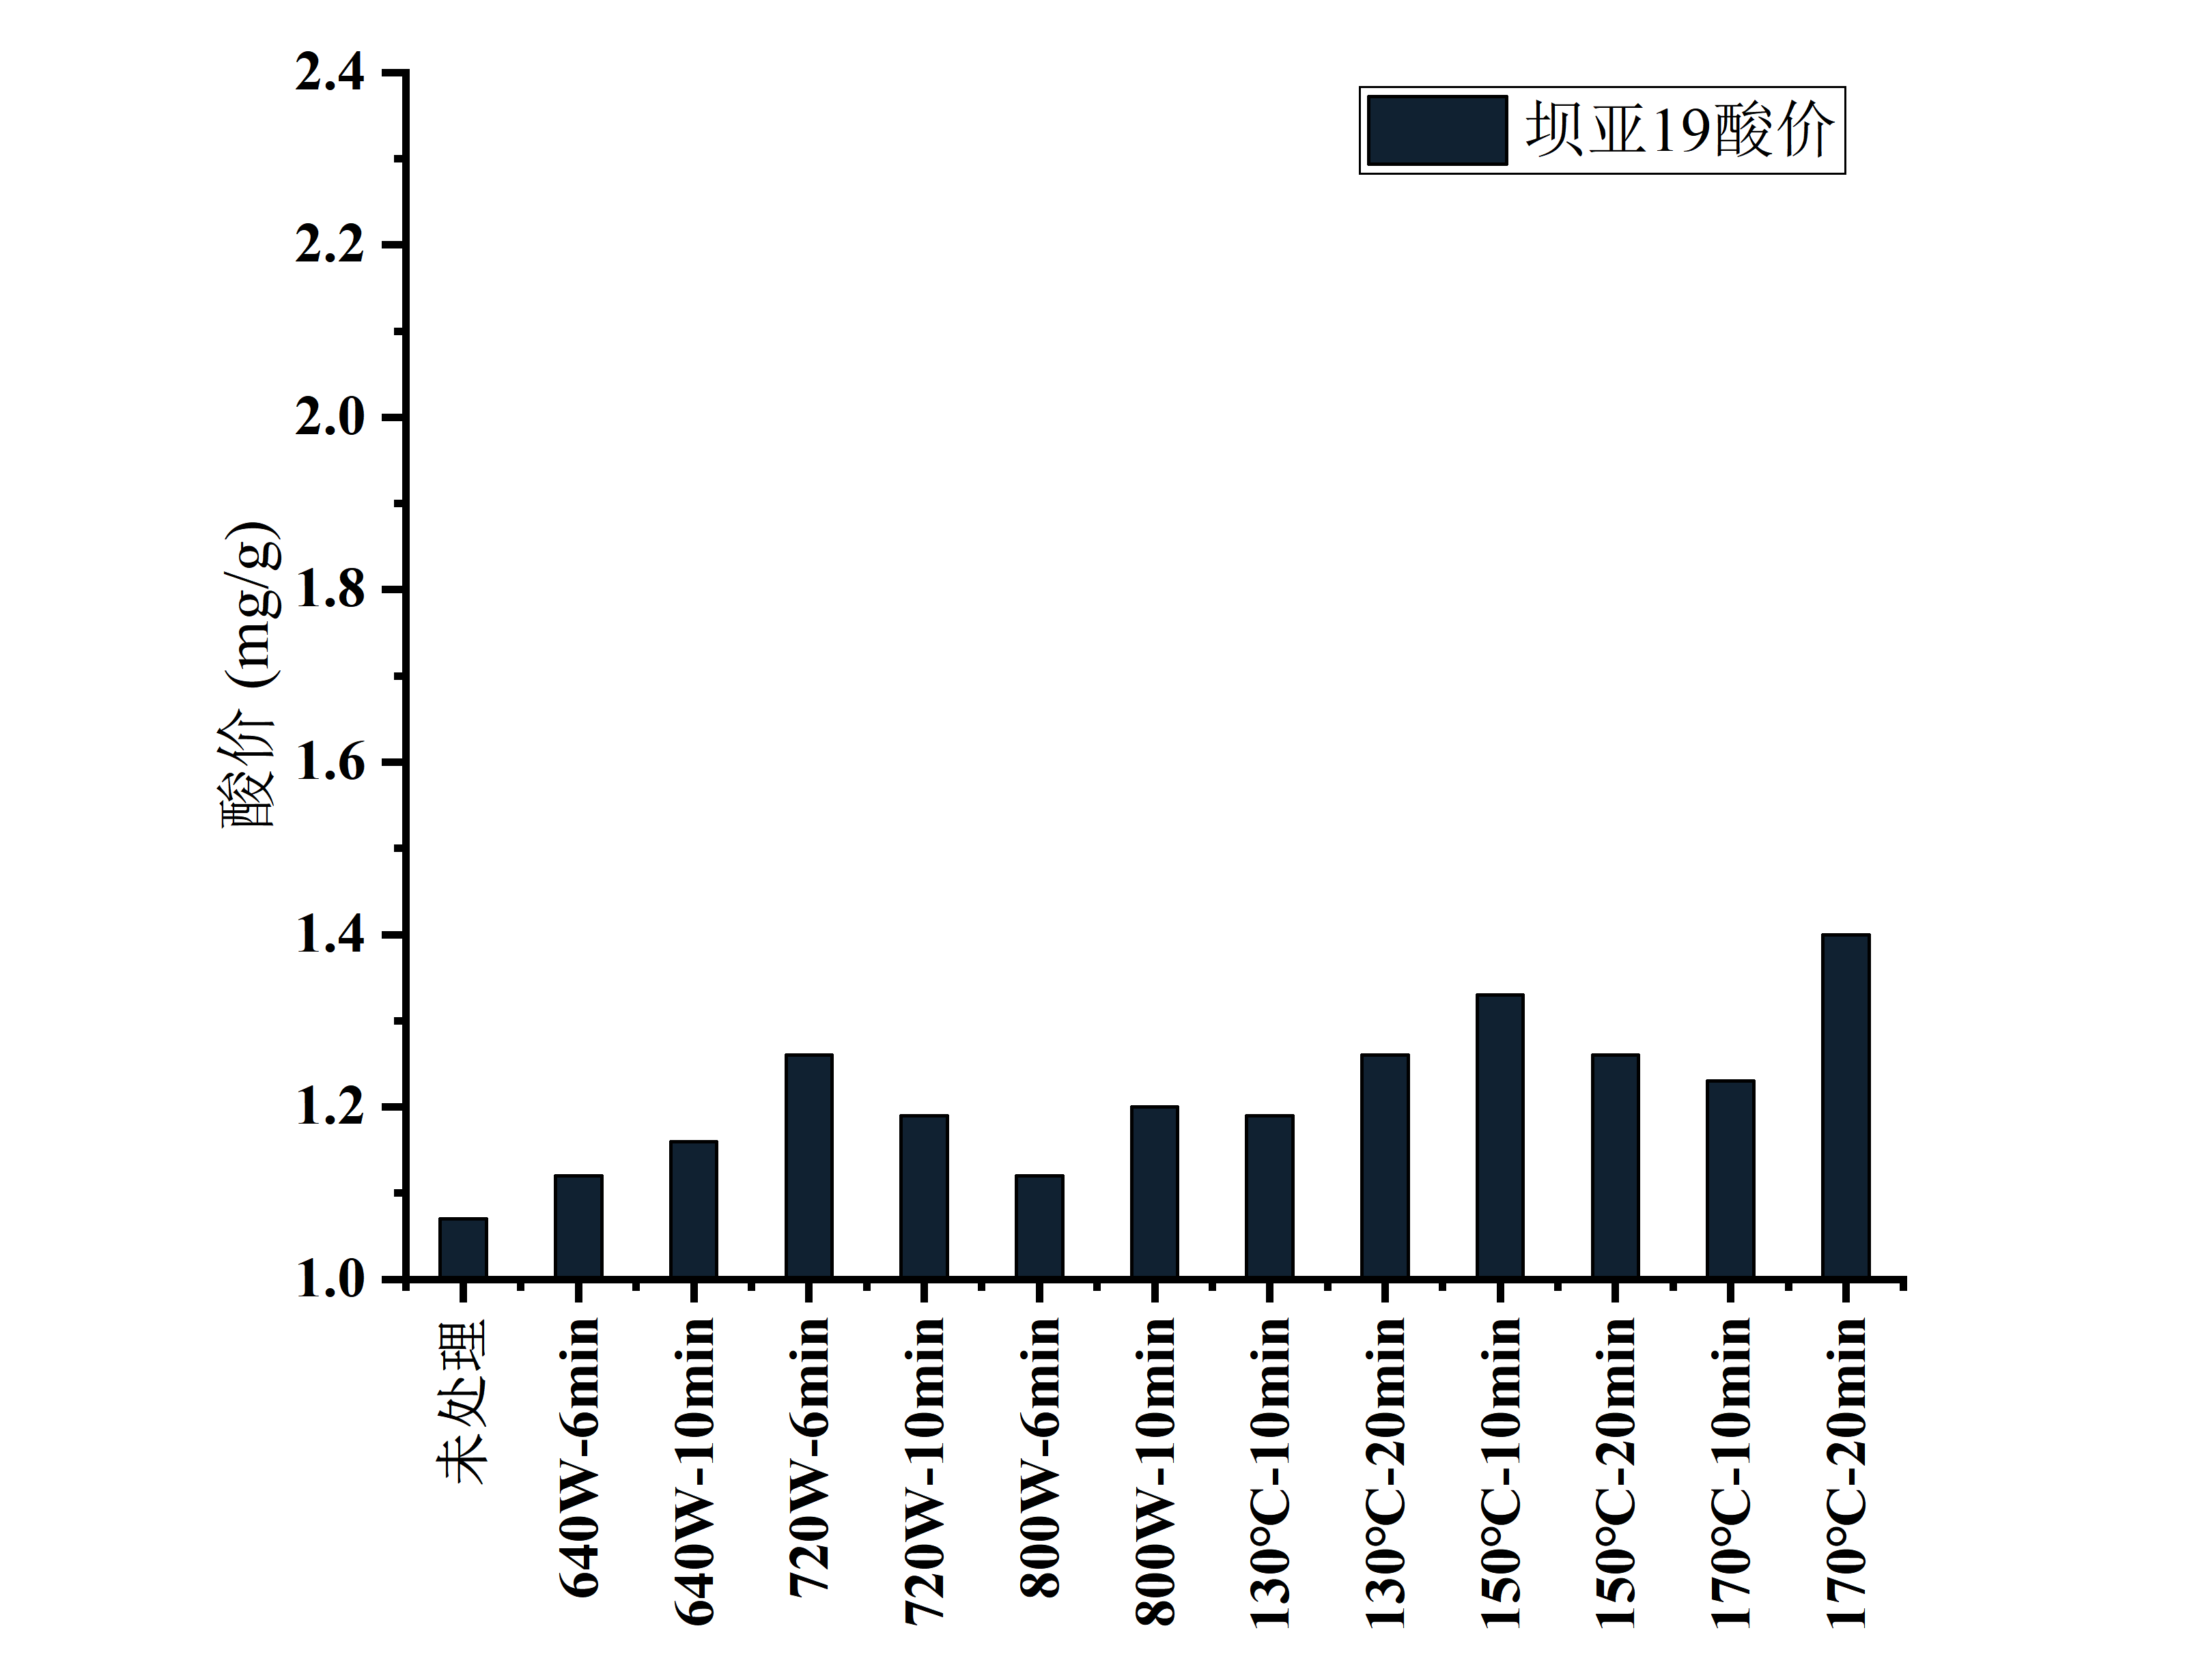 坝亚19酸价
酸价 (mg/g)
2.4
2.2
2.0
1.8
1.6
1.4
1.2
1.0
未处理
640W-6min
640W-10min
720W-6min
720W-10min
800W-6min
800W-10min
130°C-10min
130°C-20min
150°C-10min
150°C-20min
170°C-10min
170°C-20min